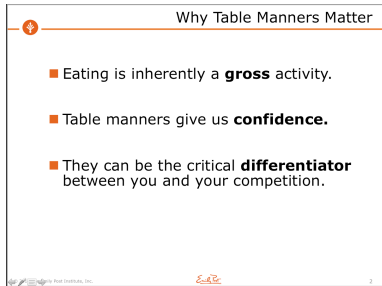 Why Table Manners Matter
Eating is inherently a gross activity.
Table manners give us confidence.
They can be the critical differentiator
between you and your competition.
Post Institute, Inc.
2